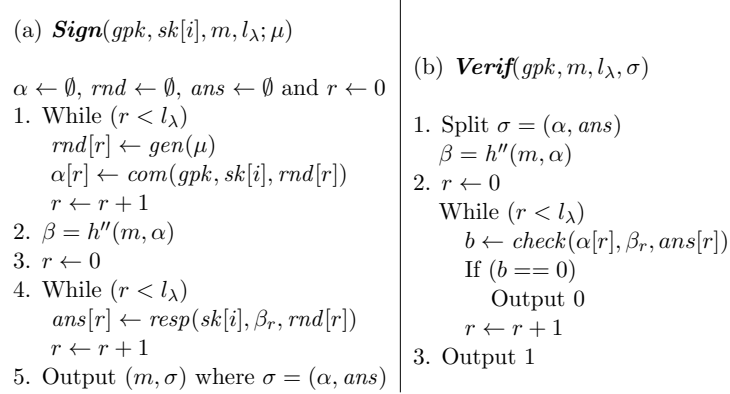 (a) Sign(gpk, sk[i], m, l_λ; μ)
α ← ∅, rnd ← ∅, ans ← ∅ and r ← 0
1. While (r < l_λ)
rnd[r] ← gen(μ)
α[r] ← com(gpk, sk[i], rnd[r])
r ← r + 1
2. β = h″(m, α)
3. r ← 0
4. While (r < l_λ)
ans[r] ← resp(sk[i], β_r, rnd[r])
r ← r + 1
5. Output (m, σ) where σ = (α, ans)
(b) Verif(gpk, m, l_λ, σ)
1. Split σ = (α, ans)
β = h″(m, α)
2. r ← 0
While (r < l_λ)
b ← check(α[r], β_r, ans[r])
If (b == 0)
Output 0
r ← r + 1
3. Output 1